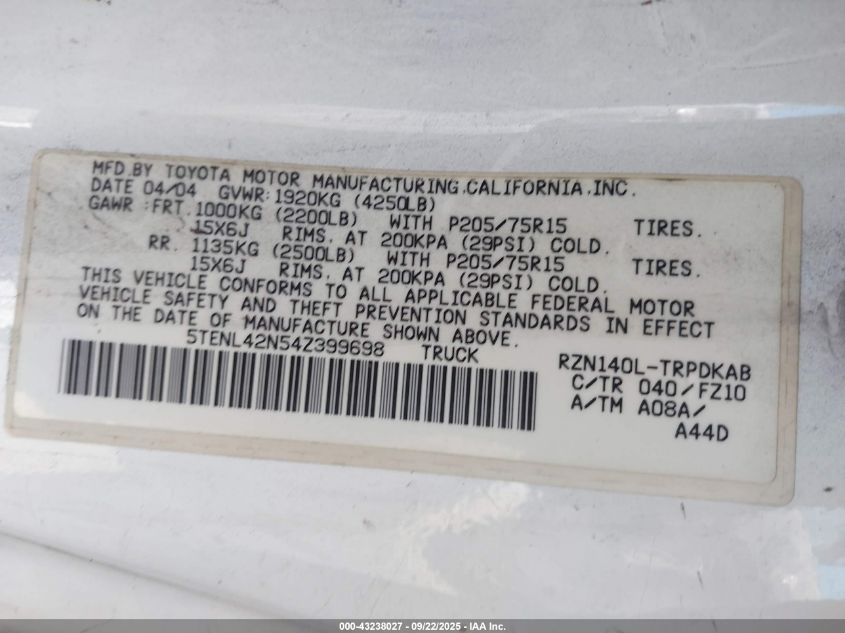 MFD.BY TOYOTA MOTOR MANUFACTURING,CALIFORNIA,INC.
DATE 04/04 GVWR:1920KG (4250LB)
GAWR:FRT.1000KG (2200LB) WITH P205/75R15 TIRES.
15X6J RIMS, AT 200KPA (29PSI) COLD.
RR. 1135KG (2500LB) WITH P205/75R15 TIRES.
15X6J RIMS, AT 200KPA (29PSI) COLD.
THIS VEHICLE CONFORMS TO ALL APPLICABLE FEDERAL MOTOR
VEHICLE SAFETY AND THEFT PREVENTION STANDARDS IN EFFECT
ON THE DATE OF MANUFACTURE SHOWN ABOVE.
5TENL42N54Z399698 TRUCK
RZN140L-TRPDKAB
C/TR 040/FZ10
A/TM A08A/
A44D
000-43238027 - 09/22/2025 - IAA Inc.